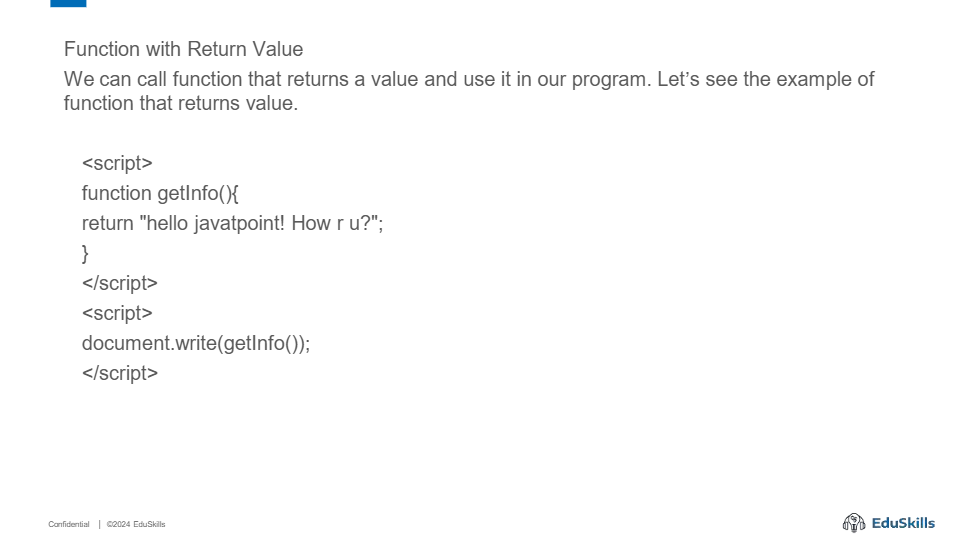 Function with Return Value
We can call function that returns a value and use it in our program. Let’s see the example of
function that returns value.
<script>
function getInfo(){
return "hello javatpoint! How r u?";
}
</script>
<script>
document.write(getInfo());
</script>
Confidential | ©2024 EduSkills
EduSkills